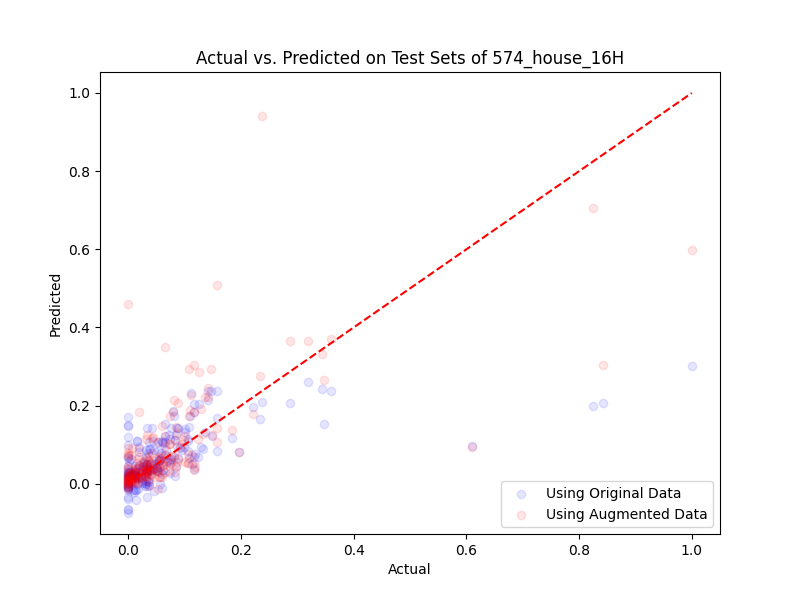 Actual vs. Predicted on Test Sets of 574_house_16H
Predicted
1.0
0.8
0.6
0.4
0.2
0.0
0.0 0.2 0.4 0.6 0.8 1.0
Actual
Using Original Data
Using Augmented Data